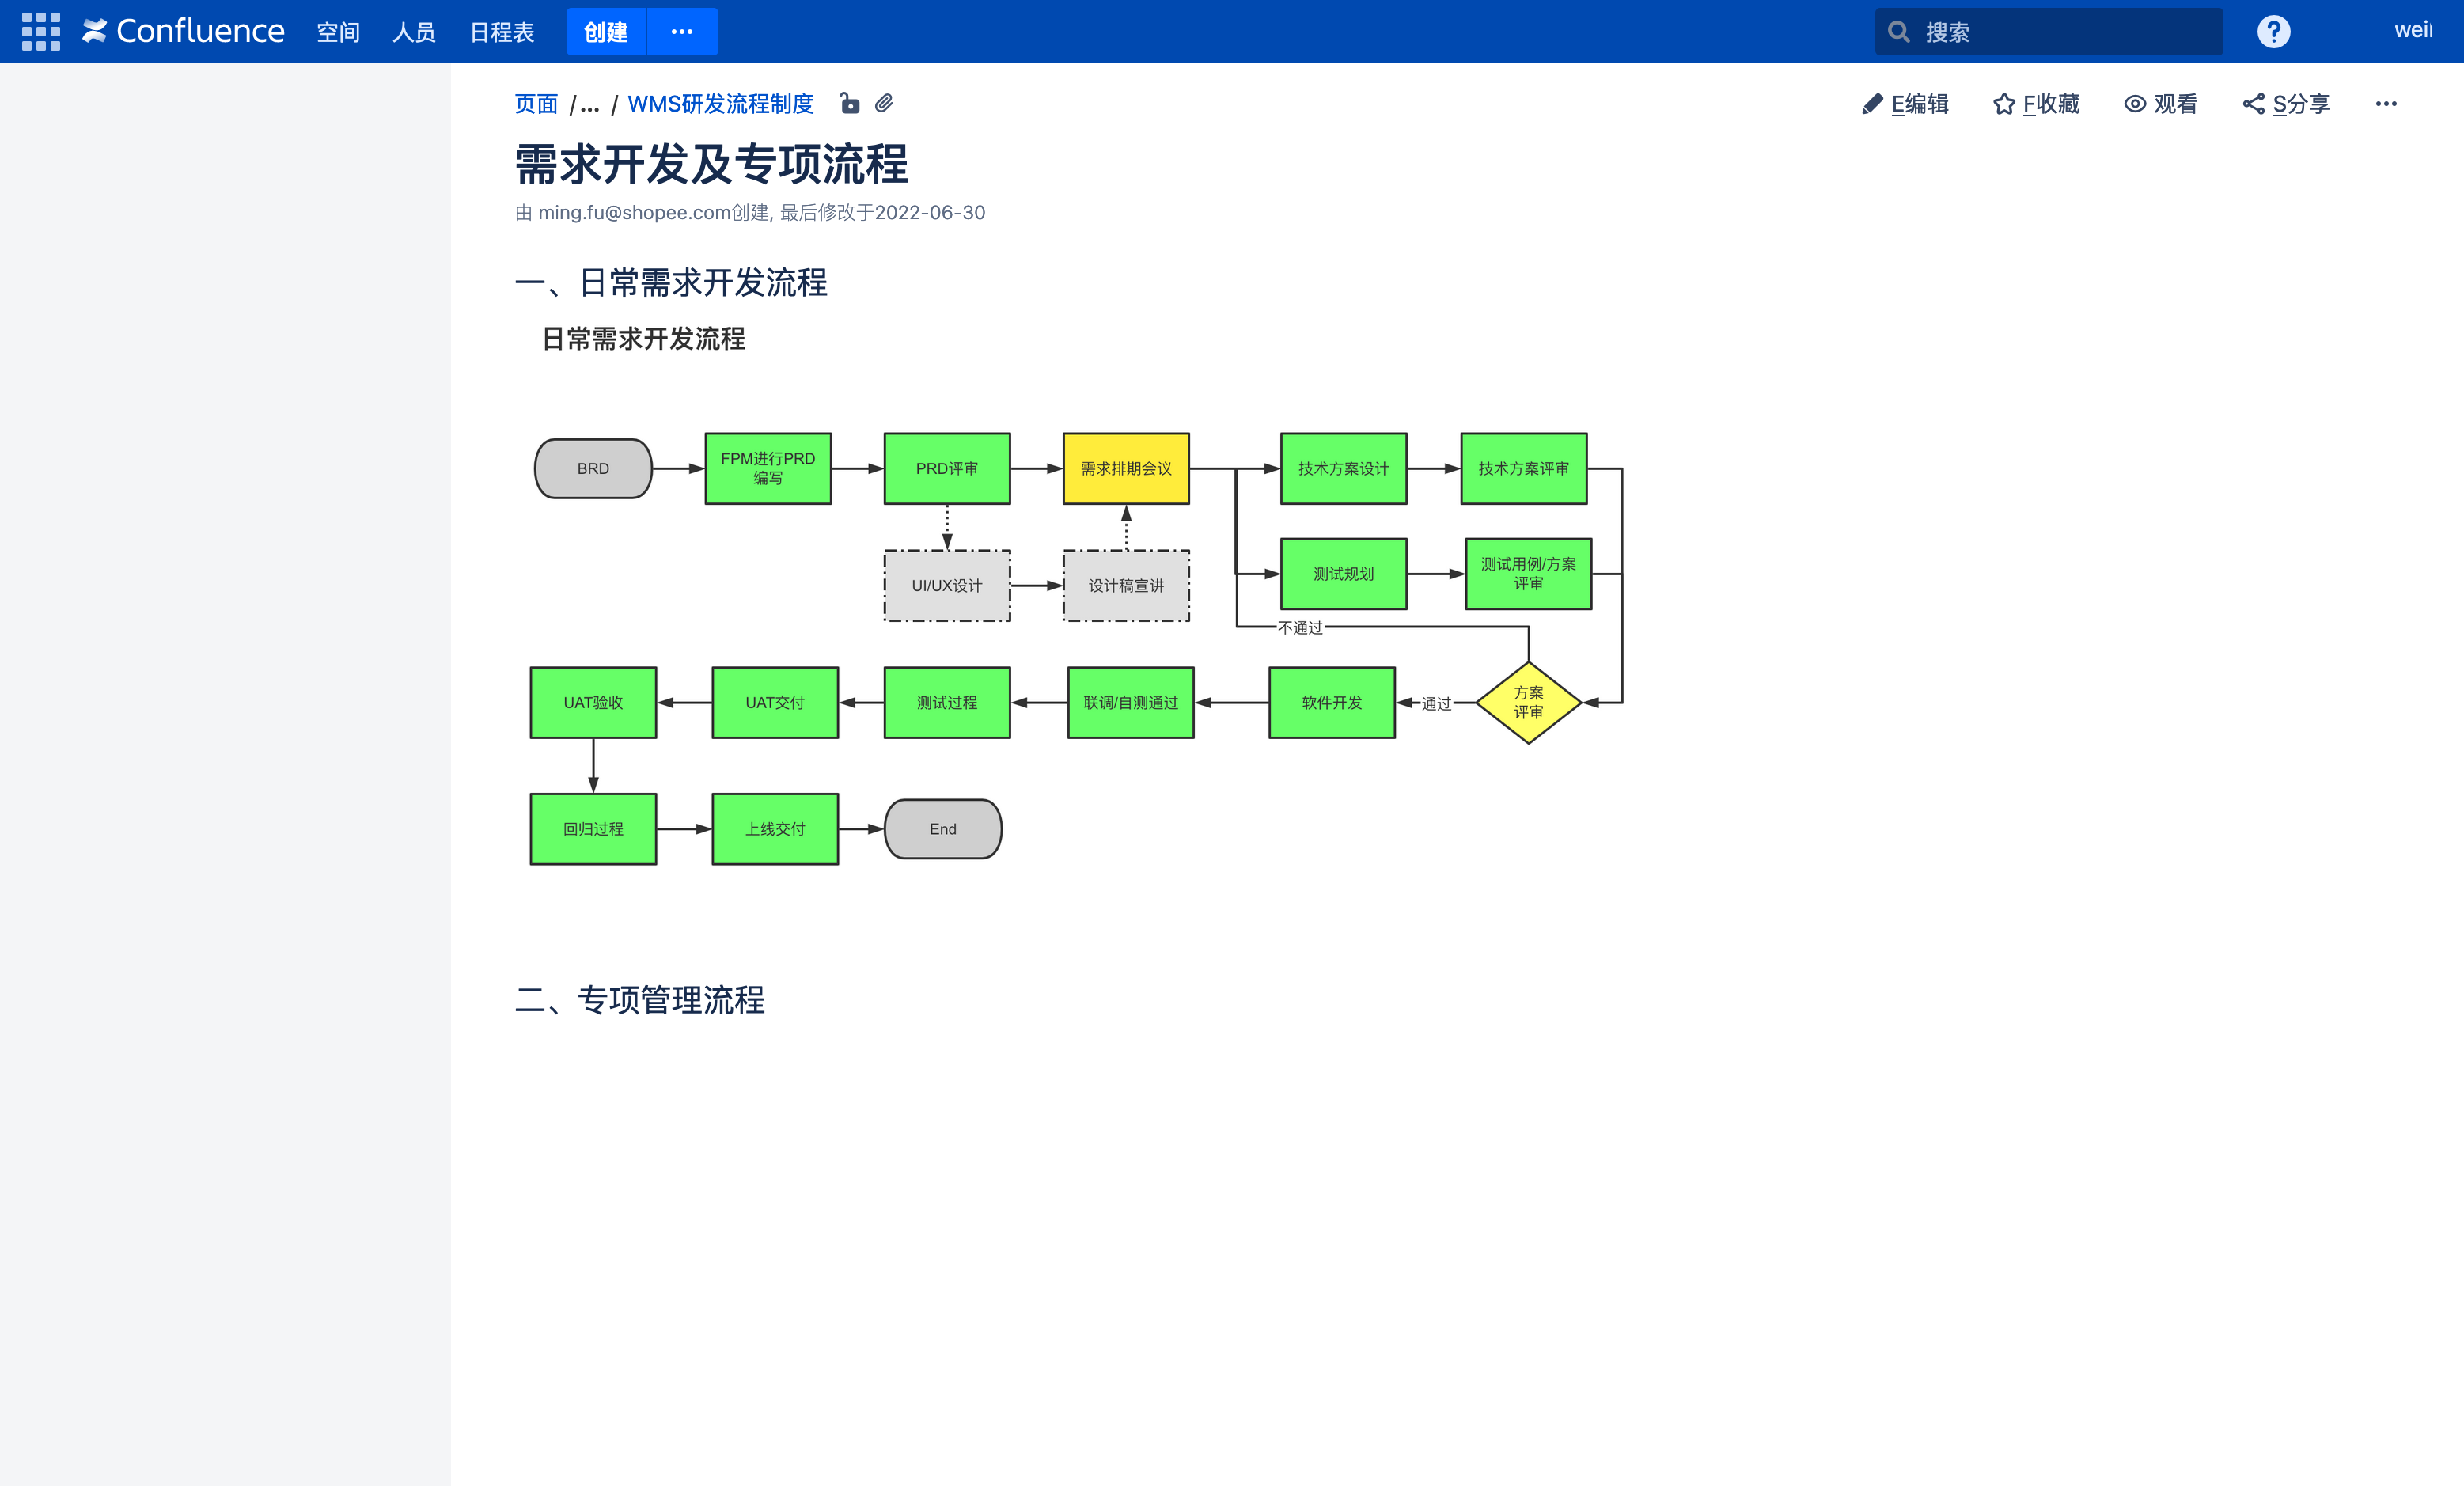 Confluence 空间 人员 日程表 创建 搜索
页面 /... / WMS研发流程制度 E编辑 F收藏 观看 S分享
需求开发及专项流程
由 ming.fu@shopee.com创建, 最后修改于2022-06-30
一、日常需求开发流程
日常需求开发流程
BRD
FPM进行PRD
编写
PRD评审
需求排期会议
技术方案设计
技术方案评审
UI/UX设计
设计稿宣讲
测试规划
测试用例/方案
评审
不通过
UAT验收
UAT交付
测试过程
联调/自测通过
软件开发
通过
方案
评审
回归过程
上线交付
End
二、专项管理流程